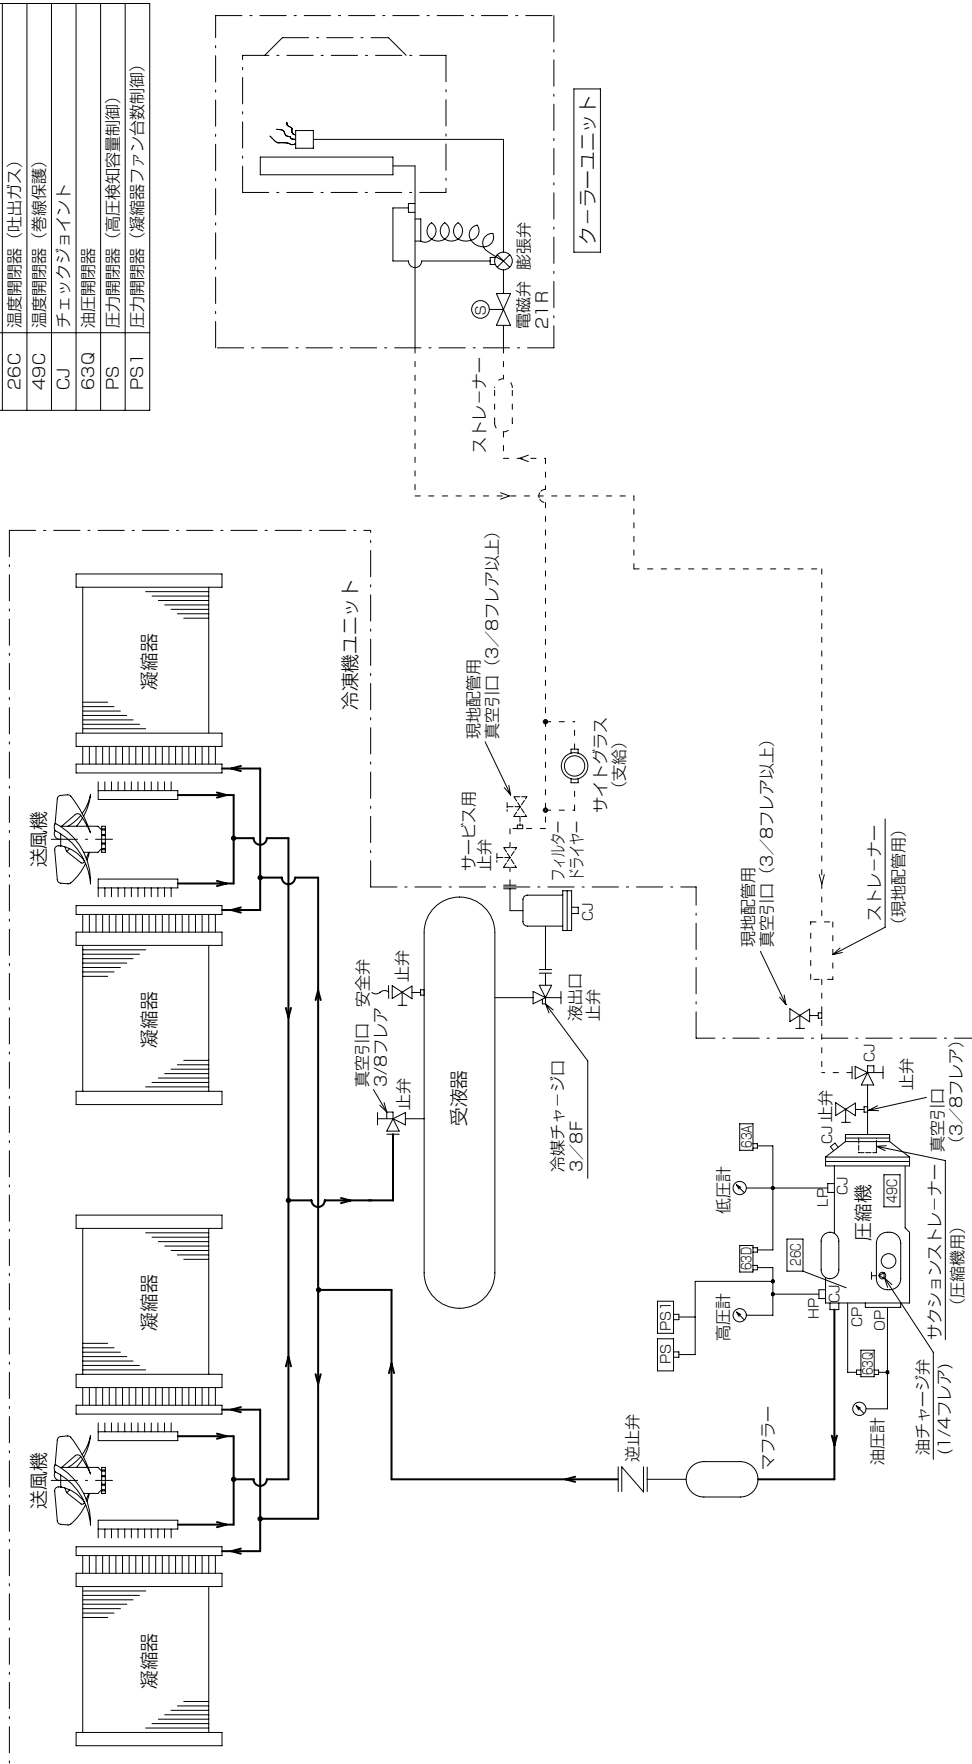 26C 温度開閉器（吐出ガス）
49C 温度開閉器（巻線保護）
CJ チェックジョイント
63Q 油圧開閉器
PS 圧力開閉器（高圧検知容量制御）
PS1 圧力開閉器（凝縮器ファン台数制御）
送風機
送風機
凝縮器
凝縮器
凝縮器
凝縮器
冷凍機ユニット
クーラーユニット
S
電磁弁
21R
膨張弁
ストレーナー
現地配管用
真空引口（3／8フレア以上）
サービス用
止弁
サイトグラス
（支給）
フィルター
ドライヤー
CJ
真空引口
3/8フレア
止弁
安全弁
止弁
受液器
液出口
止弁
冷媒チャージ口
3／8F
現地配管用
真空引口（3／8フレア以上）
ストレーナー
（現地配管用）
逆止弁
マフラー
PS
PS1
高圧計
63D
低圧計
63A
26C
HP
CJ
LP
CJ
CJ
止弁
CJ
止弁
圧縮機
49C
CP
OP
63Q
油圧計
油チャージ弁
（1/4フレア）
サクションストレーナー
（圧縮機用）
真空引口
（3／8フレア）